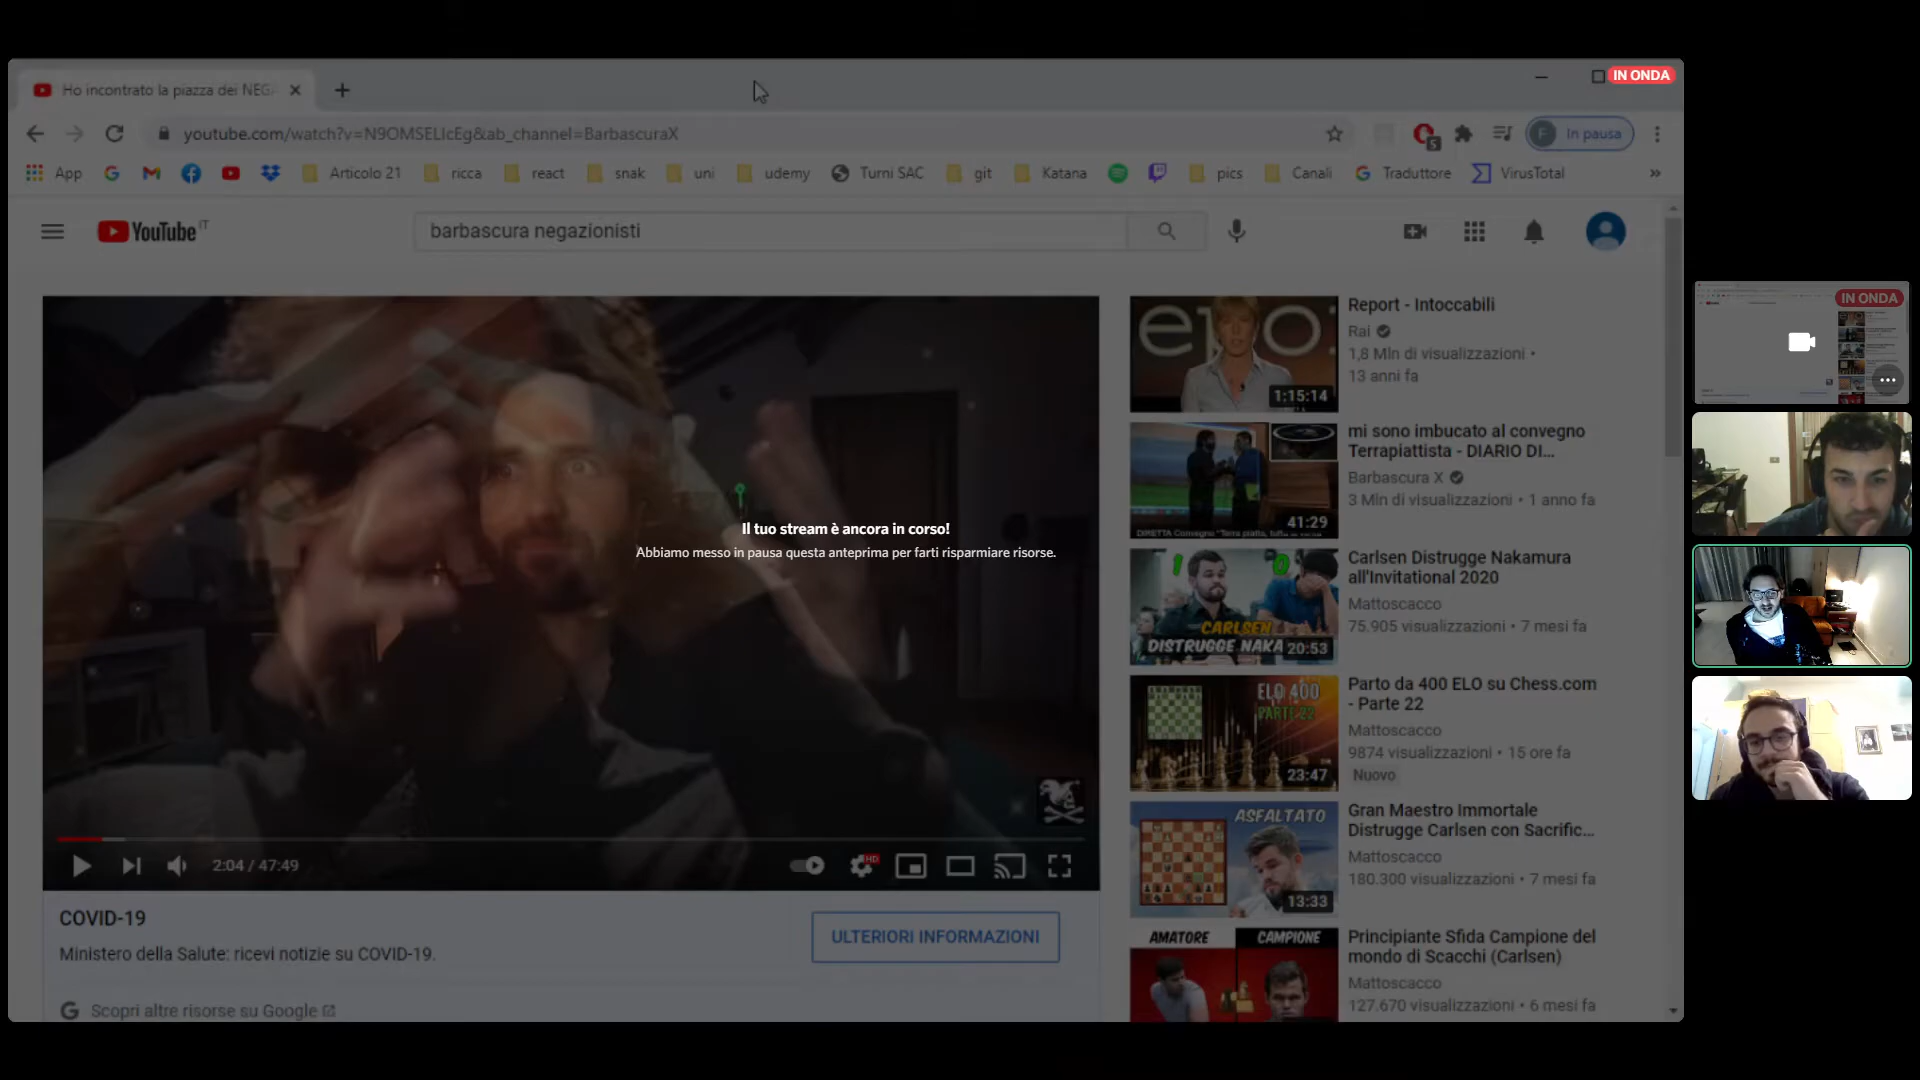 Ho incontrato la piazza dei NEGA
IN ONDA
youtube.com/watch?v=N9OMSELIcEg&ab_channel=BarbascuraX
5
F
In pausa
App
Articolo 21
ricca
react
snak
uni
udemy
Turni SAC
git
Katana
pics
Canali
Traduttore
VirusTotal
»
YouTube IT
barbascura negazionisti
Il tuo stream è ancora in corso!
Abbiamo messo in pausa questa anteprima per farti risparmiare risorse.
2:04 / 47:49
HD
COVID-19
Ministero della Salute: ricevi notizie su COVID-19.
ULTERIORI INFORMAZIONI
Scopri altre risorse su Google
epo
1:15:14
Report - Intoccabili
Rai
1,8 Mln di visualizzazioni •
13 anni fa
41:29
mi sono imbucato al convegno
Terrapiattista - DIARIO DI...
Barbascura X
3 Mln di visualizzazioni • 1 anno fa
1 0
CARLSEN
DISTRUGGE NAKA
20:53
Carlsen Distrugge Nakamura
all'Invitational 2020
Mattoscacco
75.905 visualizzazioni • 7 mesi fa
ELO 400
PARTE 22
23:47
Parto da 400 ELO su Chess.com
- Parte 22
Mattoscacco
9874 visualizzazioni • 15 ore fa
Nuovo
ASFALTATO
13:33
Gran Maestro Immortale
Distrugge Carlsen con Sacrific...
Mattoscacco
180.300 visualizzazioni • 7 mesi fa
AMATORE CAMPIONE
Principiante Sfida Campione del
mondo di Scacchi (Carlsen)
Mattoscacco
127.670 visualizzazioni • 6 mesi fa
IN ONDA